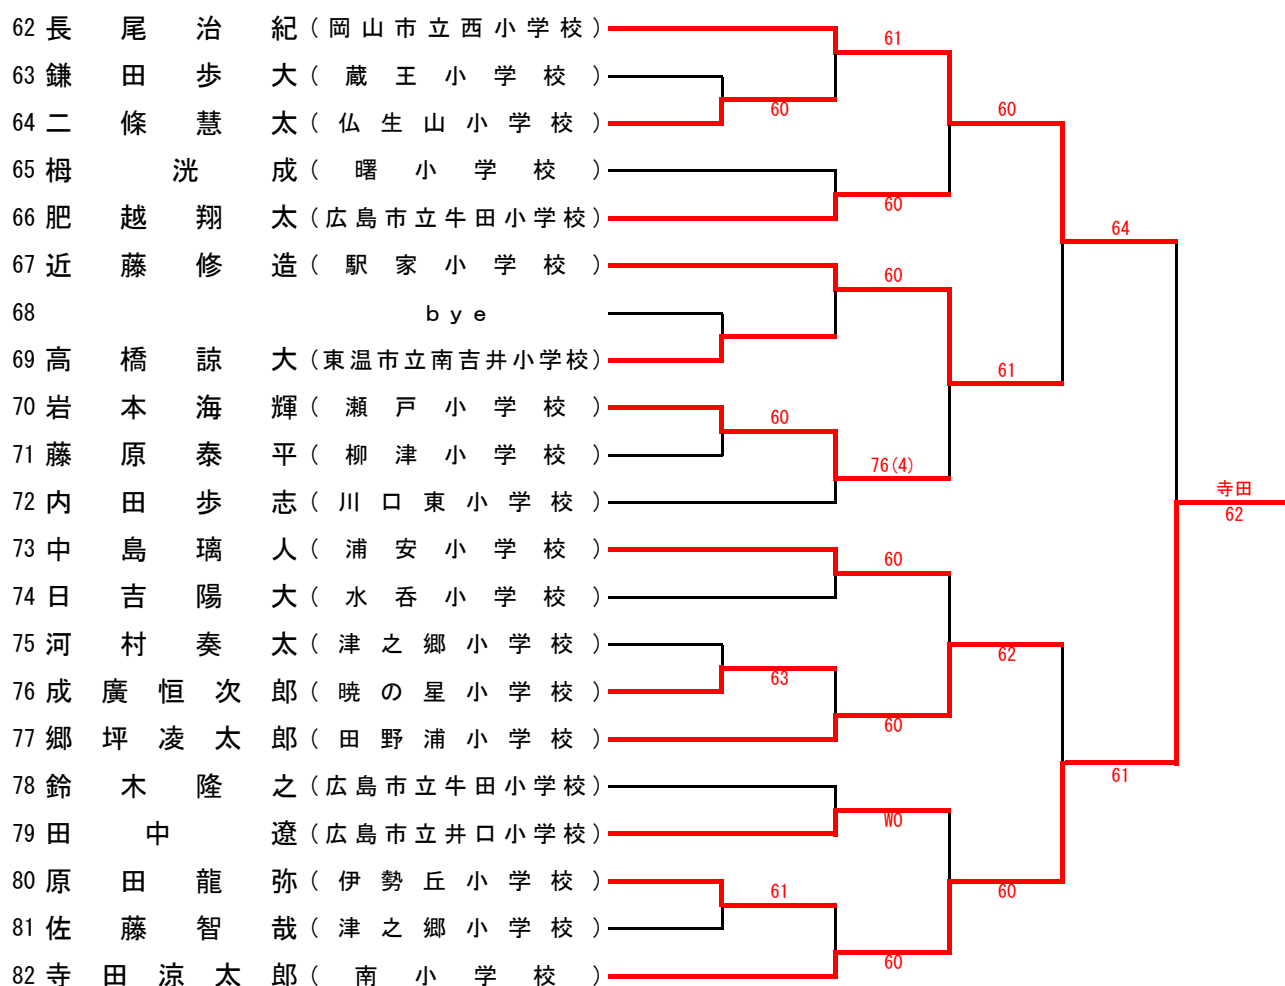 62 長尾治紀 (岡山市立西小学校)
63 鎌田歩大 (蔵王小学校)
64 二條慧太 (仏生山小学校)
65 栂洸成 (曙小学校)
66 肥越翔太 (広島市立牛田小学校)
67 近藤修造 (駅家小学校)
68 bye
69 高橋諒大 (東温市立南吉井小学校)
70 岩本海輝 (瀬戸小学校)
71 藤原泰平 (柳津小学校)
72 内田歩志 (川口東小学校)
73 中島璃人 (浦安小学校)
74 日吉陽大 (水呑小学校)
75 河村奏太 (津之郷小学校)
76 成廣恒次郎 (暁の星小学校)
77 郷坪凌太郎 (田野浦小学校)
78 鈴木隆之 (広島市立牛田小学校)
79 田中遼 (広島市立井口小学校)
80 原田龍弥 (伊勢丘小学校)
81 佐藤智哉 (津之郷小学校)
82 寺田涼太郎 (南小学校)
60
60
63
61
61
60
60
76(4)
60
60
WO
60
60
61
62
60
64
61
寺田
62